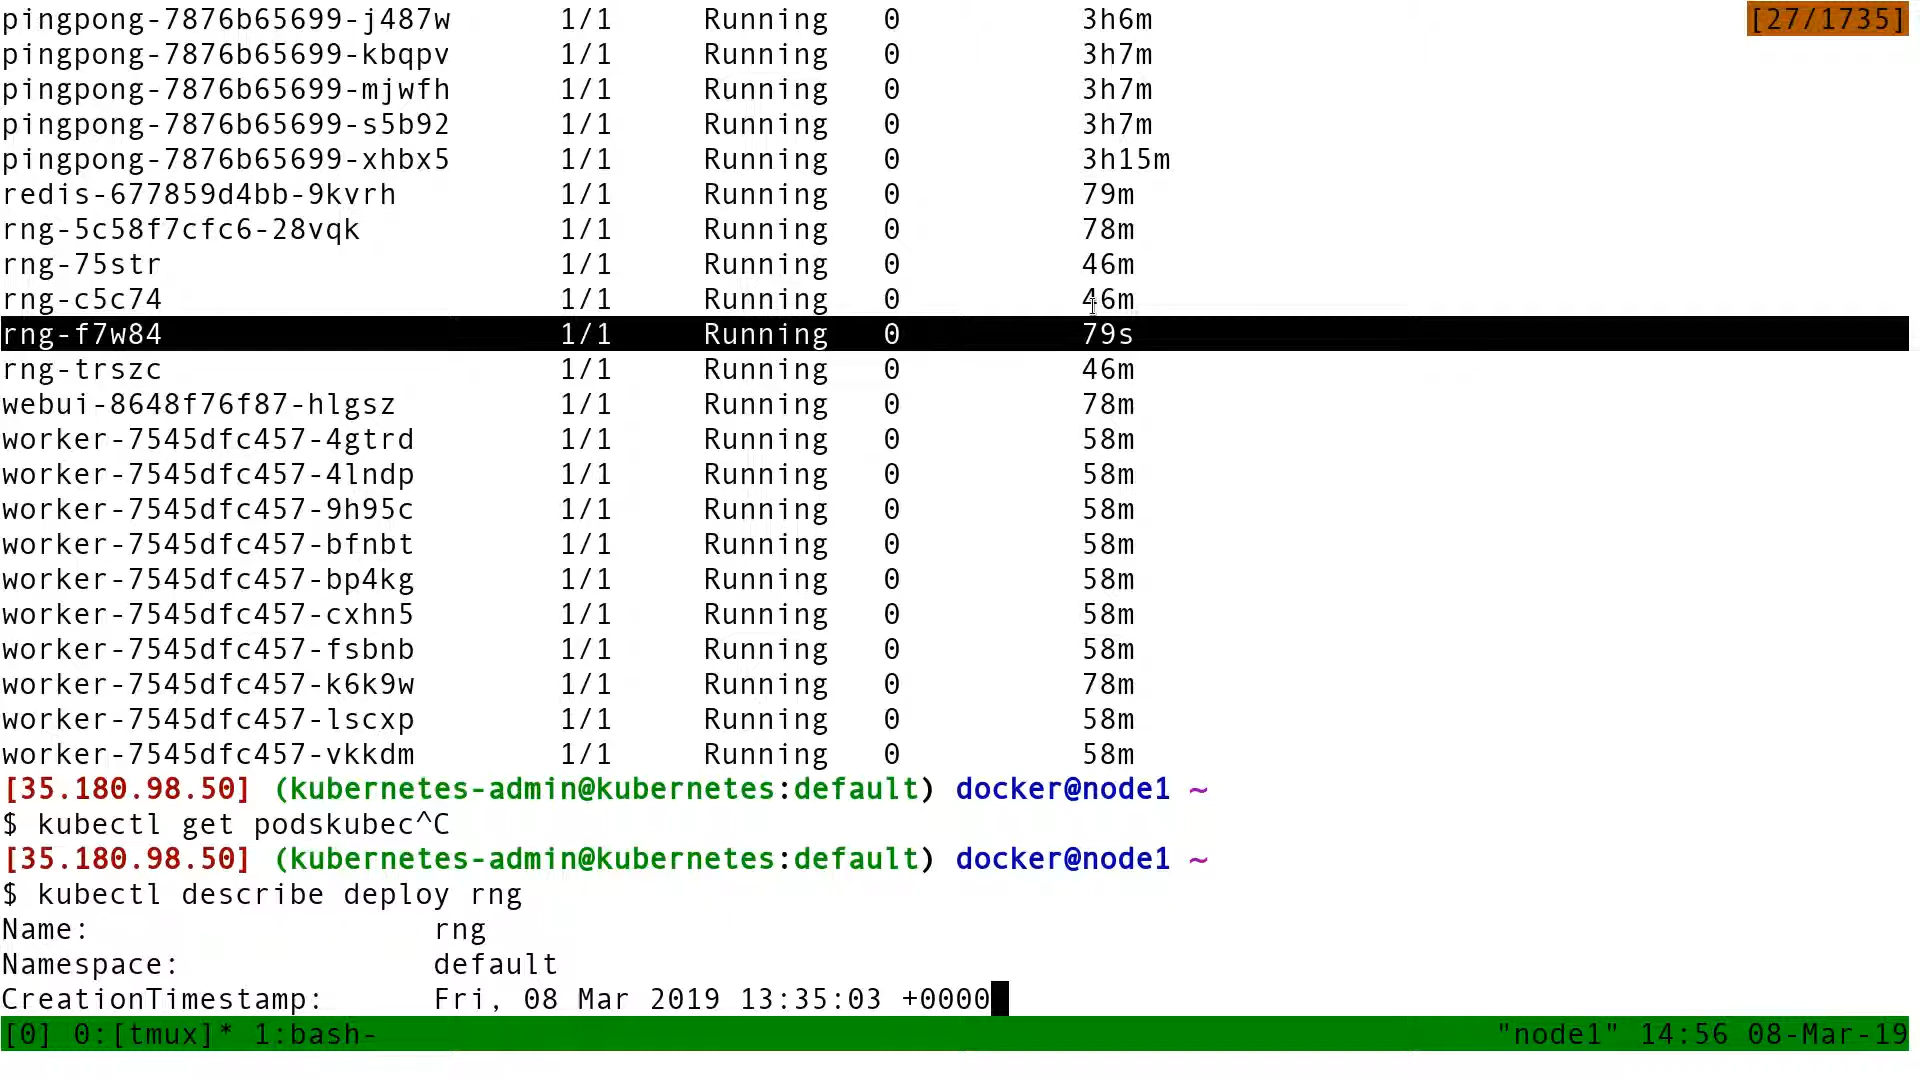 pingpong-7876b65699-j487w 1/1 Running 0 3h6m [27/1735]
pingpong-7876b65699-kbqpv 1/1 Running 0 3h7m
pingpong-7876b65699-mjwfh 1/1 Running 0 3h7m
pingpong-7876b65699-s5b92 1/1 Running 0 3h7m
pingpong-7876b65699-xhbx5 1/1 Running 0 3h15m
redis-677859d4bb-9kvrh 1/1 Running 0 79m
rng-5c58f7cfc6-28vqk 1/1 Running 0 78m
rng-75str 1/1 Running 0 46m
rng-c5c74 1/1 Running 0 46m
rng-f7w84 1/1 Running 0 79s
rng-trszc 1/1 Running 0 46m
webui-8648f76f87-hlgsz 1/1 Running 0 78m
worker-7545dfc457-4gtrd 1/1 Running 0 58m
worker-7545dfc457-4lndp 1/1 Running 0 58m
worker-7545dfc457-9h95c 1/1 Running 0 58m
worker-7545dfc457-bfnbt 1/1 Running 0 58m
worker-7545dfc457-bp4kg 1/1 Running 0 58m
worker-7545dfc457-cxhn5 1/1 Running 0 58m
worker-7545dfc457-fsbnb 1/1 Running 0 58m
worker-7545dfc457-k6k9w 1/1 Running 0 78m
worker-7545dfc457-lscxp 1/1 Running 0 58m
worker-7545dfc457-vkkdm 1/1 Running 0 58m
[35.180.98.50] (kubernetes-admin@kubernetes:default) docker@node1 ~
$ kubectl get podskubec^C
[35.180.98.50] (kubernetes-admin@kubernetes:default) docker@node1 ~
$ kubectl describe deploy rng
Name: rng
Namespace: default
CreationTimestamp: Fri, 08 Mar 2019 13:35:03 +0000
[0] 0:[tmux]* 1:bash- "node1" 14:56 08-Mar-19